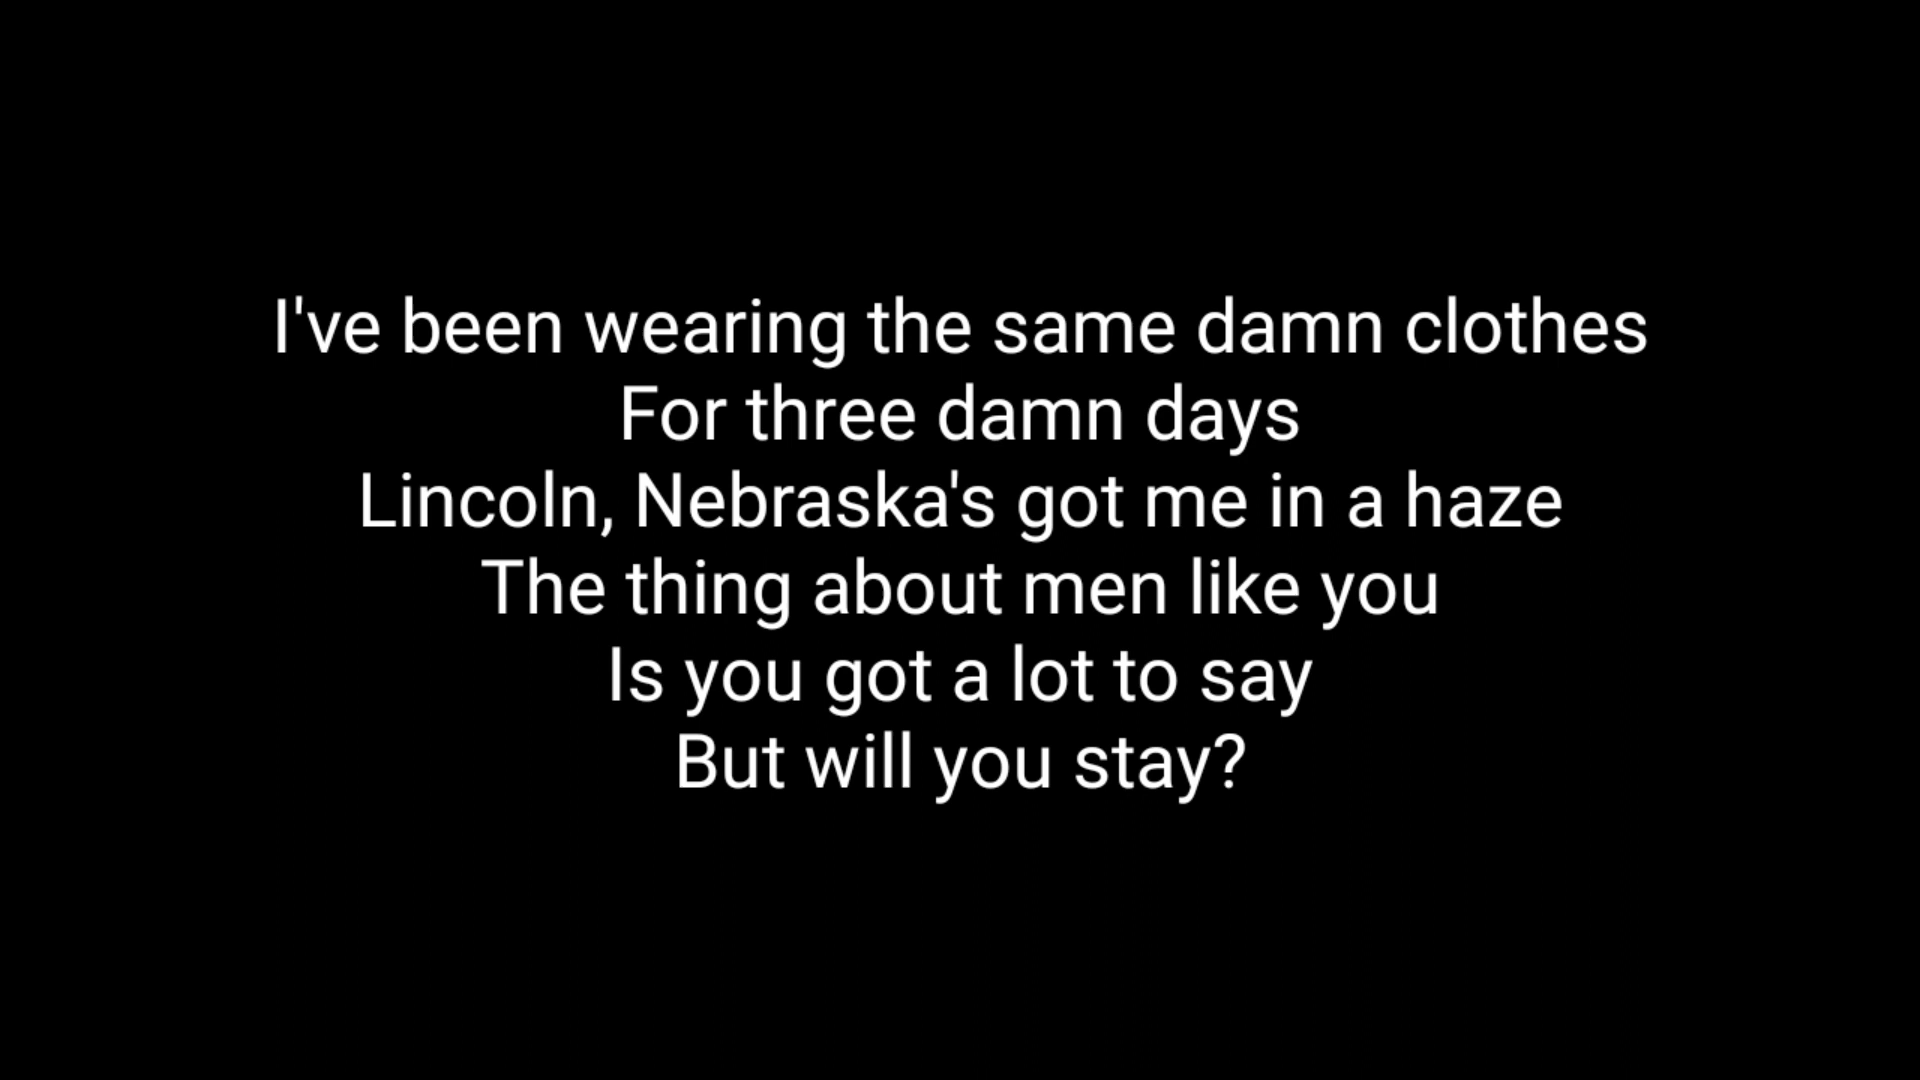 I've been wearing the same damn clothes
For three damn days
Lincoln, Nebraska's got me in a haze
The thing about men like you
Is you got a lot to say
But will you stay?